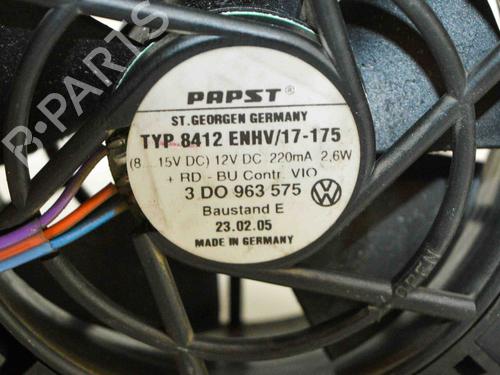 B-PARTS
PAPST®
ST.GEORGEN GERMANY
TYP 8412 ENHV/17-175
(8 15V DC) 12V DC 220mA 2,6W
+ RD - BU Contr. VIO
3 DO 963 575
Baustand E
23.02.05
MADE IN GERMANY